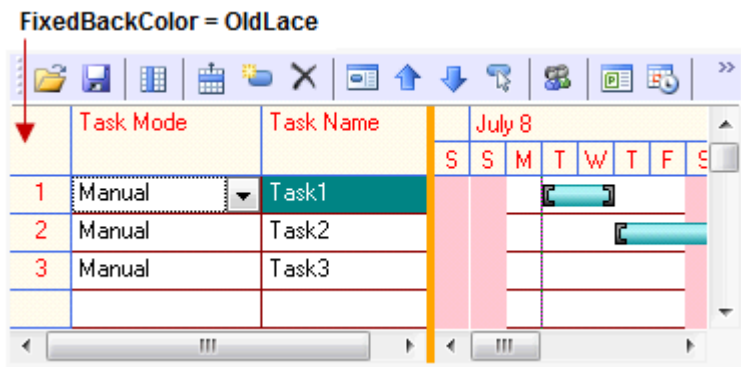 FixedBackColor = OldLace
Task Mode Task Name July 8
S S M T W T F S
1 Manual Task1
2 Manual Task2
3 Manual Task3